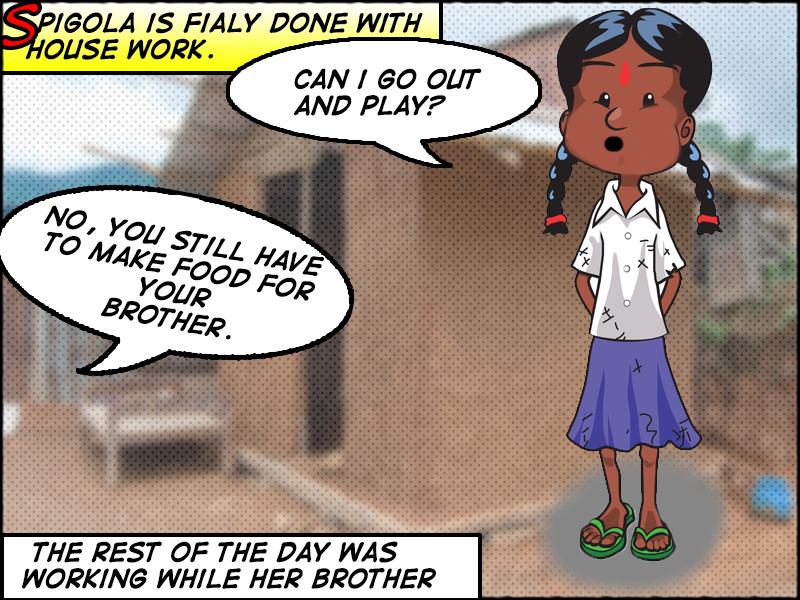 SPIGOLA IS FIALY DONE WITH
HOUSE WORK.
CAN I GO OUT
AND PLAY?
NO, YOU STILL HAVE
TO MAKE FOOD FOR
YOUR
BROTHER.
THE REST OF THE DAY WAS
WORKING WHILE HER BROTHER